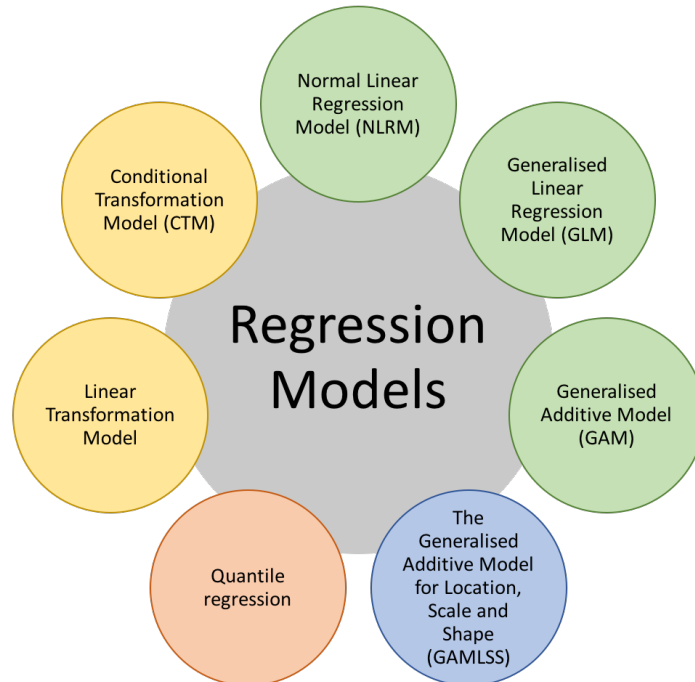 Normal Linear
Regression
Model (NLRM)
Generalised
Linear
Regression
Model (GLM)
Generalised
Additive Model
(GAM)
The
Generalised
Additive Model
for Location,
Scale and
Shape
(GAMLSS)
Quantile
regression
Linear
Transformation
Model
Conditional
Transformation
Model (CTM)
Regression
Models